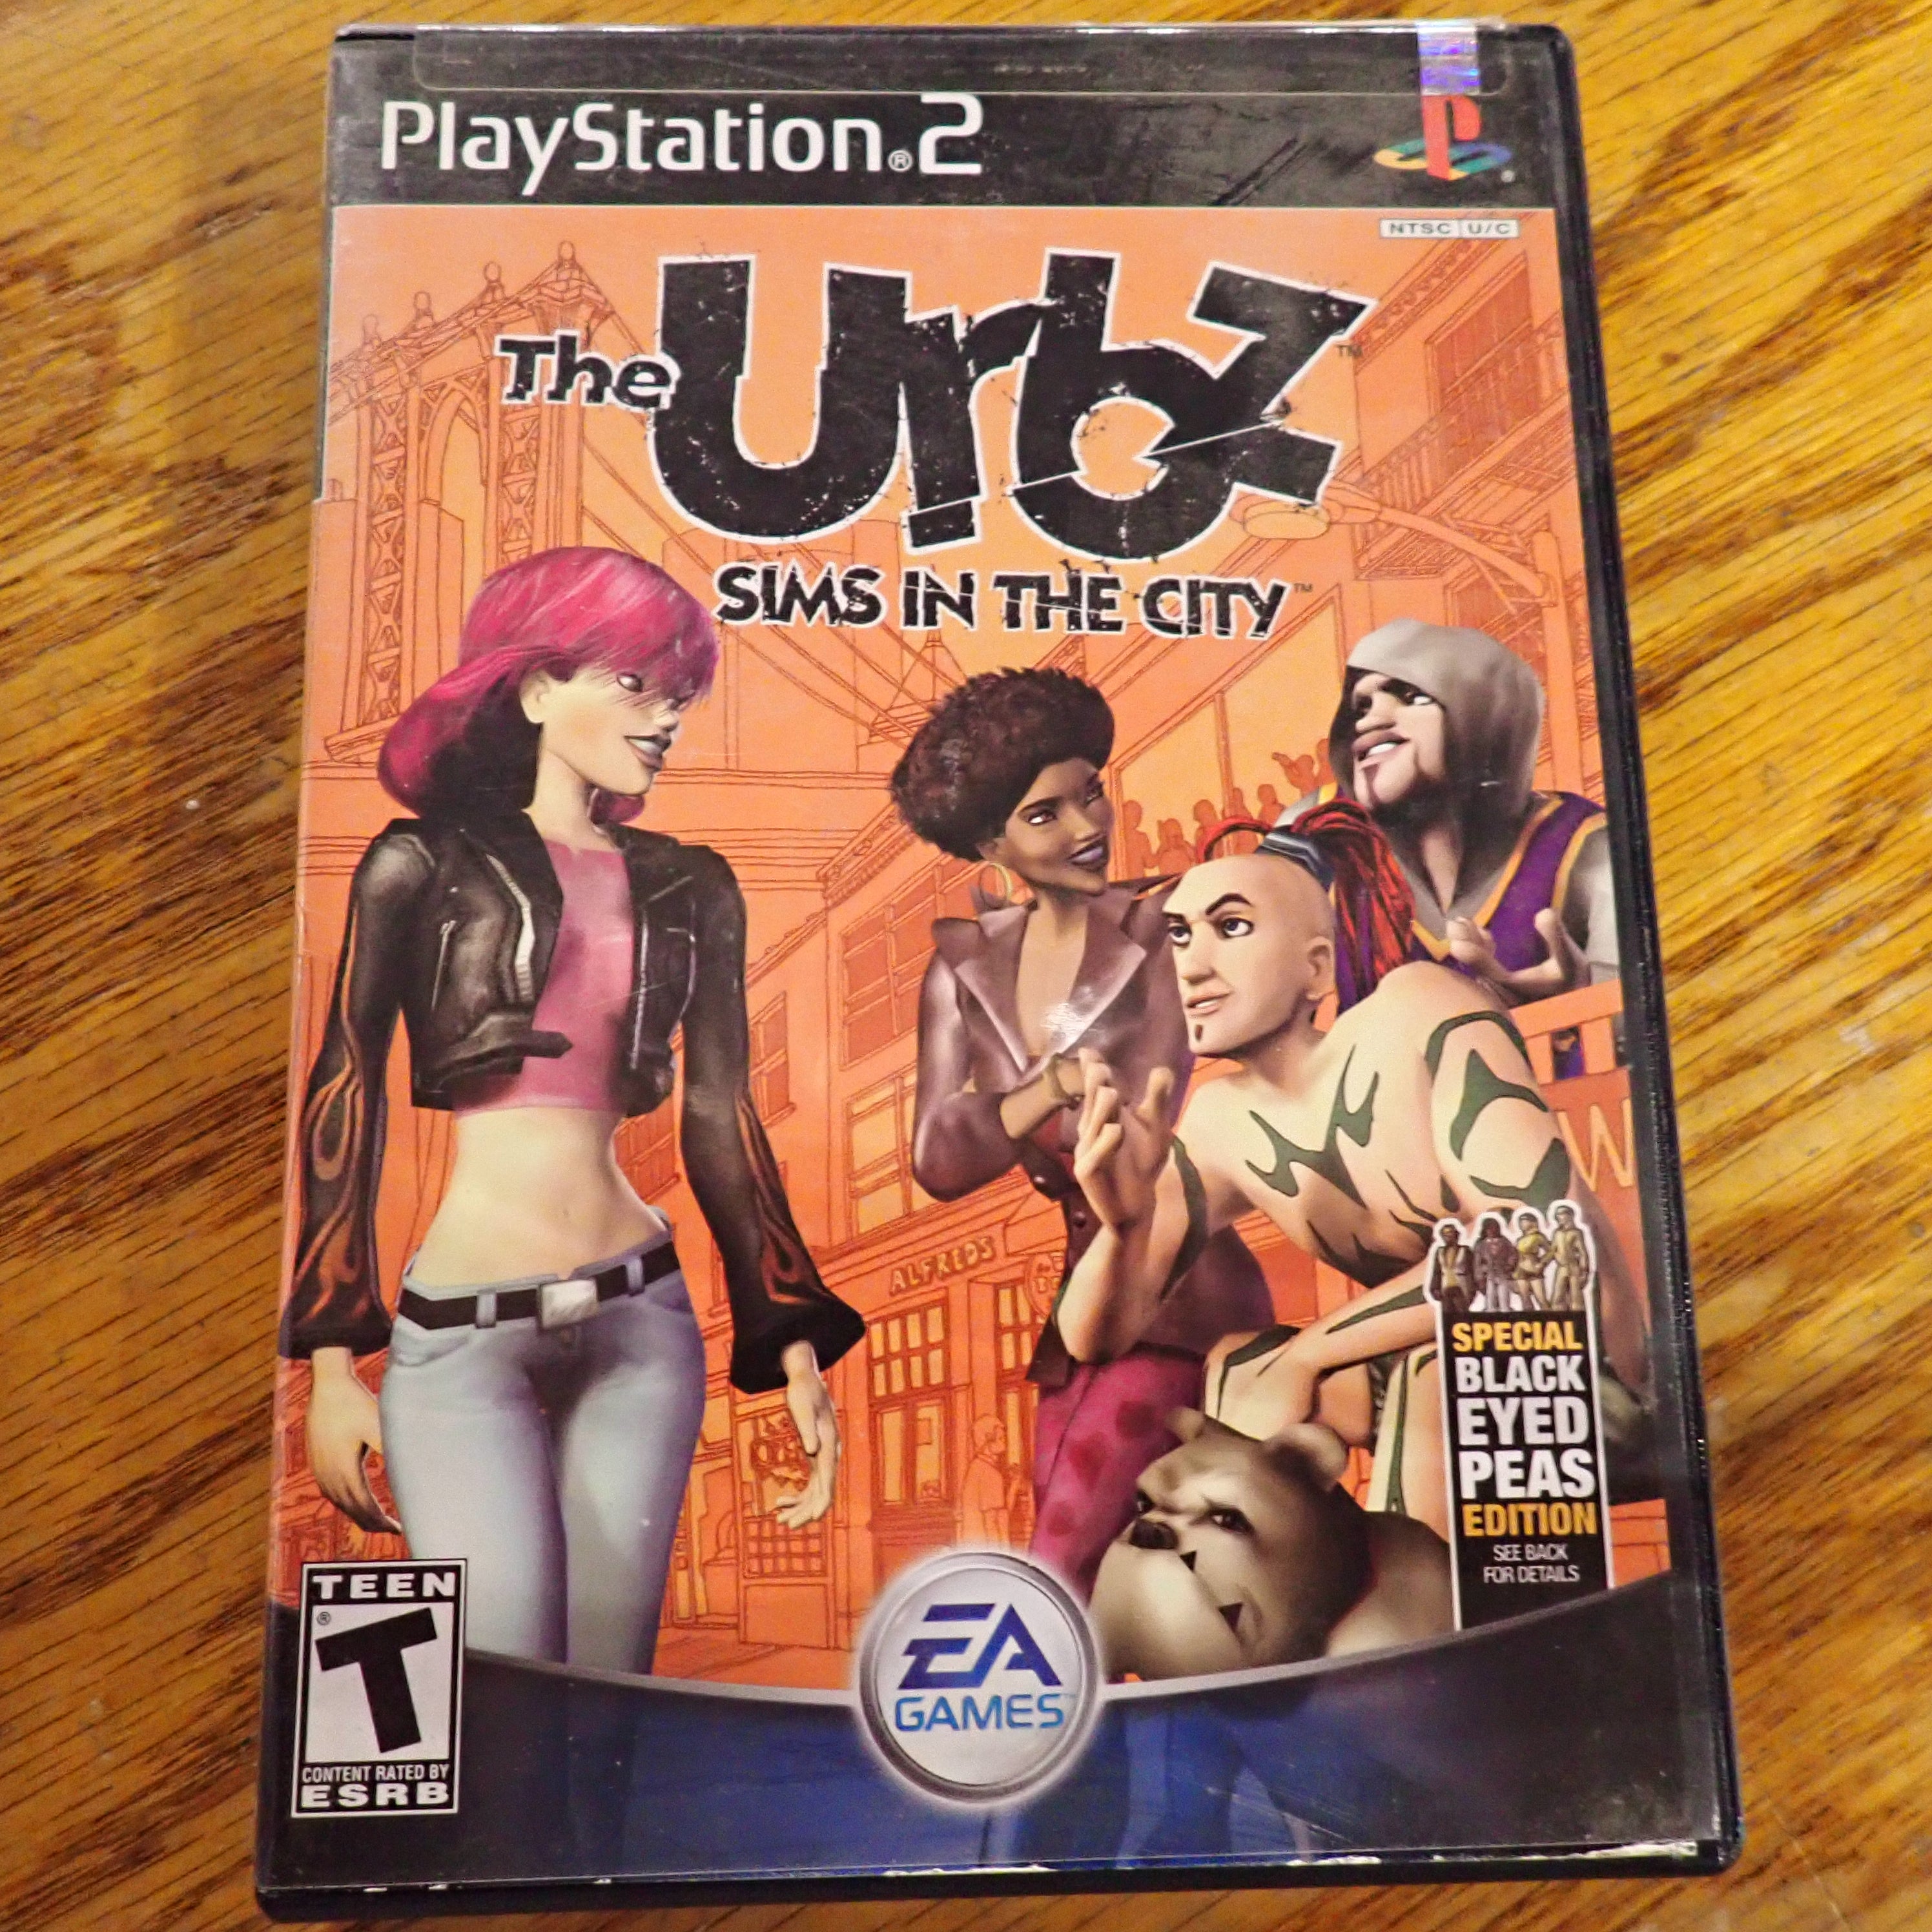 PlayStation®2
NTSC U/C
The Urbz™
SIMS IN THE CITY™
ALFREDS
SPECIAL
BLACK
EYED
PEAS
EDITION
SEE BACK
FOR DETAILS
TEEN
T
®
CONTENT RATED BY
ESRB
EA
GAMES™